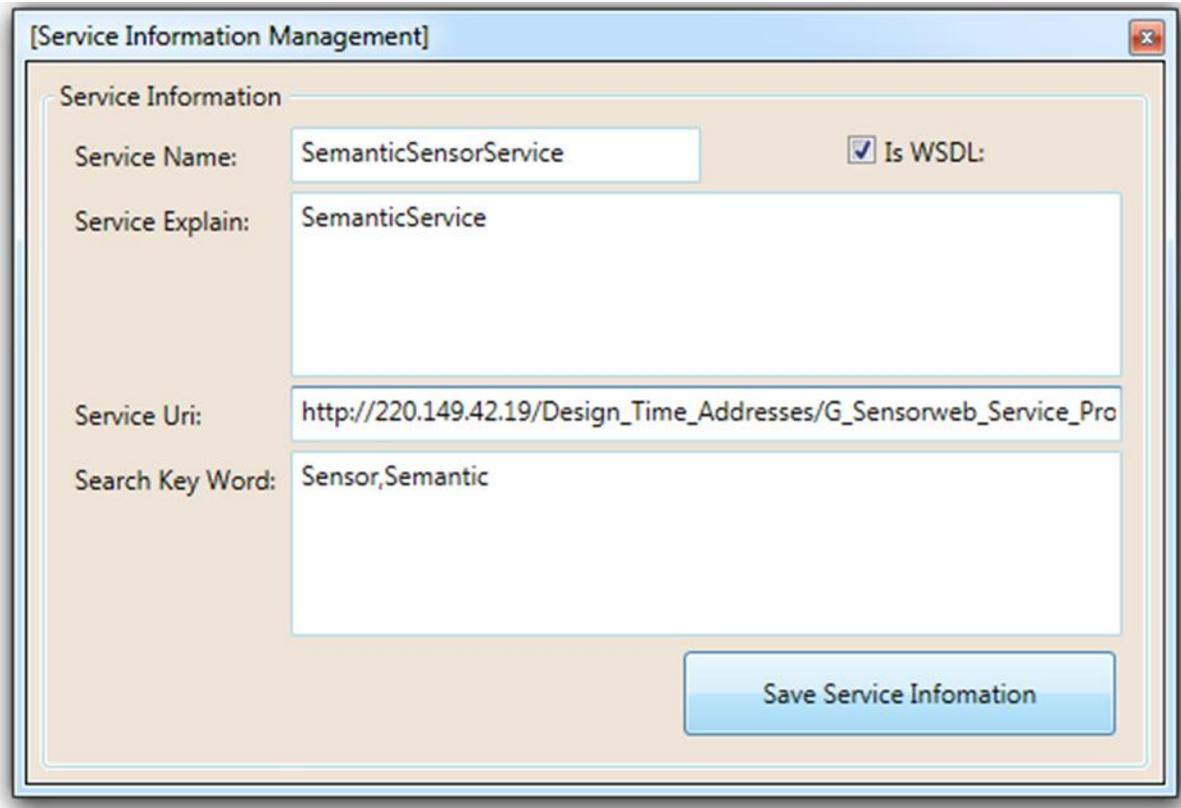 [Service Information Management]
Service Information
Service Name: SemanticSensorService Is WSDL:
Service Explain: SemanticService
Service Uri: http://220.149.42.19/Design_Time_Addresses/G_Sensorweb_Service_Pro
Search Key Word: Sensor,Semantic
Save Service Infomation